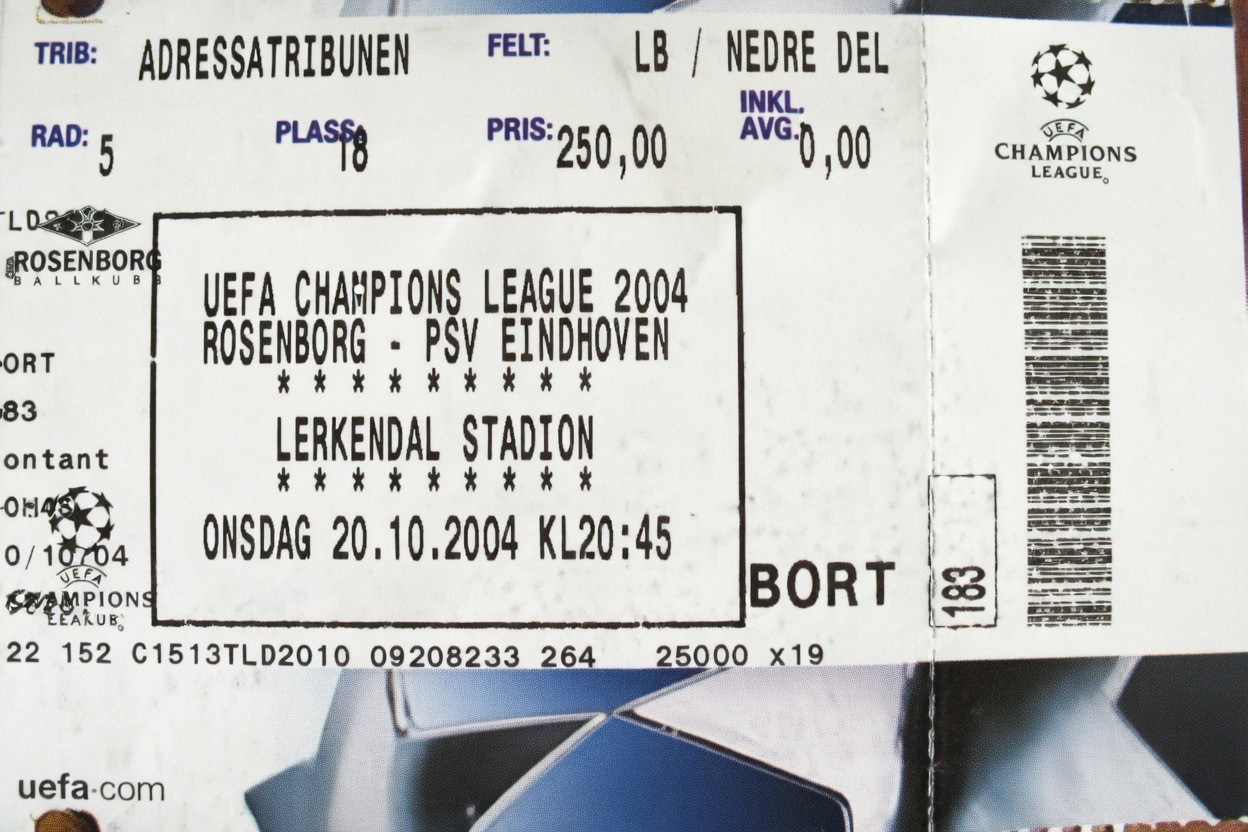 TRIB: ADRESSATRIBUNEN FELT: LB / NEDRE DEL
RAD: 5 PLASS: 18 PRIS: 250,00 INKL. AVG.: 0,00
UEFA
CHAMPIONS
LEAGUE
ROSENBORG
BALLKUBB
UEFA CHAMPIONS LEAGUE 2004
ROSENBORG - PSV EINDHOVEN
* * * * * * * * *
LERKENDAL STADION
* * * * * * * * *
ONSDAG 20.10.2004 KL20:45
ORT
83
ontant
0/10/04
UEFA
CHAMPIONS
BORT
183
22 152 C1513TLD2010 09208233 264 25000 X19
uefa.com